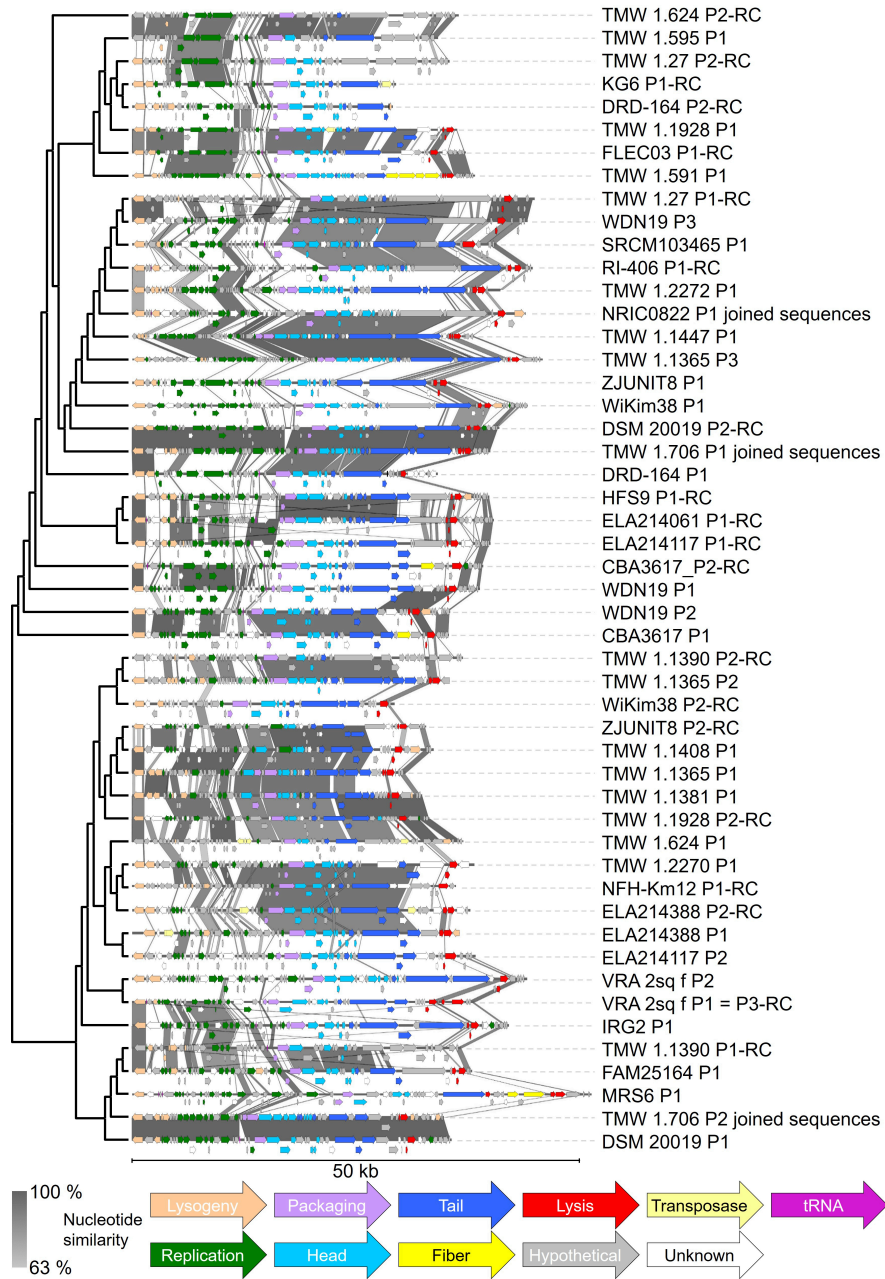 TMW 1.624 P2-RC
TMW 1.595 P1
TMW 1.27 P2-RC
KG6 P1-RC
DRD-164 P2-RC
TMW 1.1928 P1
FLEC03 P1-RC
TMW 1.591 P1
TMW 1.27 P1-RC
WDN19 P3
SRCM103465 P1
RI-406 P1-RC
TMW 1.2272 P1
NRIC0822 P1 joined sequences
TMW 1.1447 P1
TMW 1.1365 P3
ZJUNIT8 P1
WiKim38 P1
DSM 20019 P2-RC
TMW 1.706 P1 joined sequences
DRD-164 P1
HFS9 P1-RC
ELA214061 P1-RC
ELA214117 P1-RC
CBA3617_P2-RC
WDN19 P1
WDN19 P2
CBA3617 P1
TMW 1.1390 P2-RC
TMW 1.1365 P2
WiKim38 P2-RC
ZJUNIT8 P2-RC
TMW 1.1408 P1
TMW 1.1365 P1
TMW 1.1381 P1
TMW 1.1928 P2-RC
TMW 1.624 P1
TMW 1.2270 P1
NFH-Km12 P1-RC
ELA214388 P2-RC
ELA214388 P1
ELA214117 P2
VRA 2sq f P2
VRA 2sq f P1 = P3-RC
IRG2 P1
TMW 1.1390 P1-RC
FAM25164 P1
MRS6 P1
TMW 1.706 P2 joined sequences
DSM 20019 P1
50 kb
100 %
Nucleotide
similarity
63 %
Lysogeny Packaging Tail Lysis Transposase tRNA
Replication Head Fiber Hypothetical Unknown